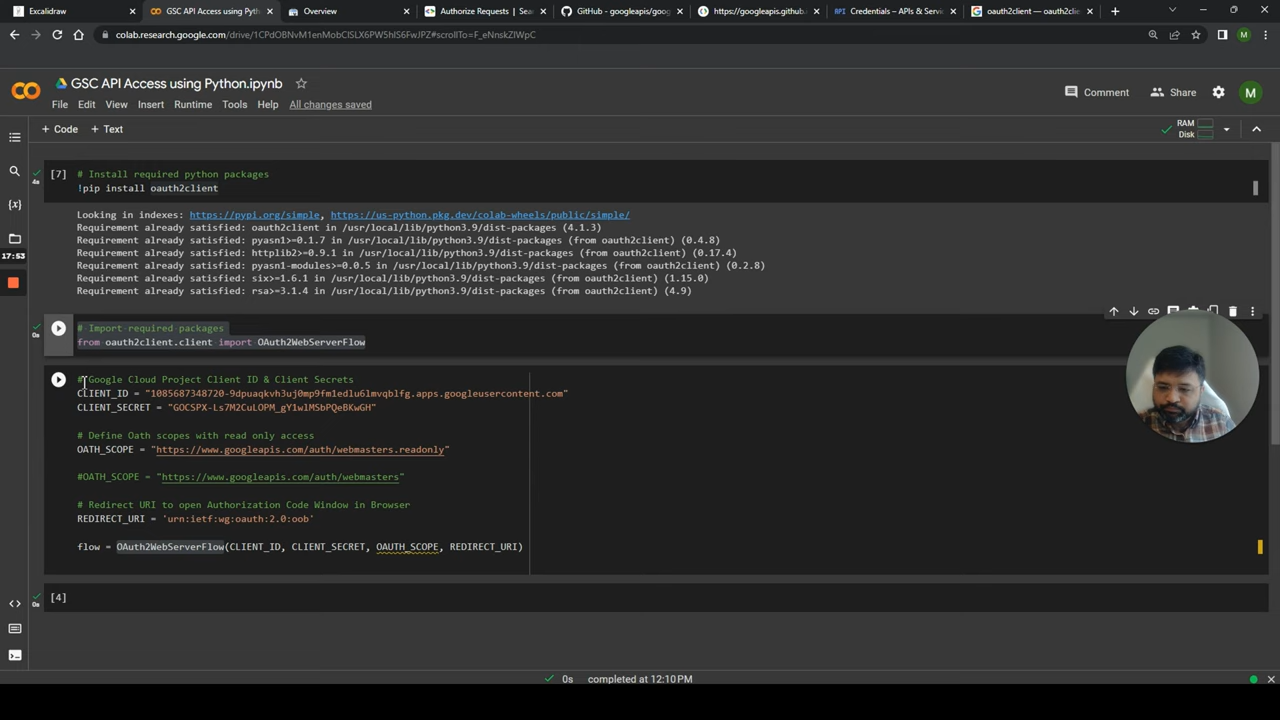 Excalidraw
GSC API Access using Pyth
Overview
Authorize Requests | Sea
GitHub - googleapis/goog
https://googleapis.github.
Credentials – APIs & Servic
oauth2client — oauth2clie
colab.research.google.com/drive/1CPdOBNvM1enMobClSLX6PW5hIS6FwJPZ#scrollTo=F_eNnskZlWpC
M
GSC API Access using Python.ipynb
File Edit View Insert Runtime Tools Help All changes saved
Comment Share M
+ Code + Text
RAM
Disk
[7]
4s
# Install required python packages
!pip install oauth2client
Looking in indexes: https://pypi.org/simple, https://us-python.pkg.dev/colab-wheels/public/simple/
Requirement already satisfied: oauth2client in /usr/local/lib/python3.9/dist-packages (4.1.3)
Requirement already satisfied: pyasn1>=0.1.7 in /usr/local/lib/python3.9/dist-packages (from oauth2client) (0.4.8)
Requirement already satisfied: httplib2>=0.9.1 in /usr/local/lib/python3.9/dist-packages (from oauth2client) (0.17.4)
Requirement already satisfied: pyasn1-modules>=0.0.5 in /usr/local/lib/python3.9/dist-packages (from oauth2client) (0.2.8)
Requirement already satisfied: six>=1.6.1 in /usr/local/lib/python3.9/dist-packages (from oauth2client) (1.15.0)
Requirement already satisfied: rsa>=3.1.4 in /usr/local/lib/python3.9/dist-packages (from oauth2client) (4.9)
17:53
0s
# Import required packages
from oauth2client.client import OAuth2WebServerFlow
# Google Cloud Project Client ID & Client Secrets
CLIENT_ID = "1085687348720-9dpuaqkvh3uj0mp9fm1edlu6lmvqblfg.apps.googleusercontent.com"
CLIENT_SECRET = "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"
# Define Oath scopes with read only access
OATH_SCOPE = "https://www.googleapis.com/auth/webmasters.readonly"
#OATH_SCOPE = "https://www.googleapis.com/auth/webmasters"
# Redirect URI to open Authorization Code Window in Browser
REDIRECT_URI = 'urn:ietf:wg:oauth:2.0:oob'
flow = OAuth2WebServerFlow(CLIENT_ID, CLIENT_SECRET, OAUTH_SCOPE, REDIRECT_URI)
[4]
0s
0s completed at 12:10 PM